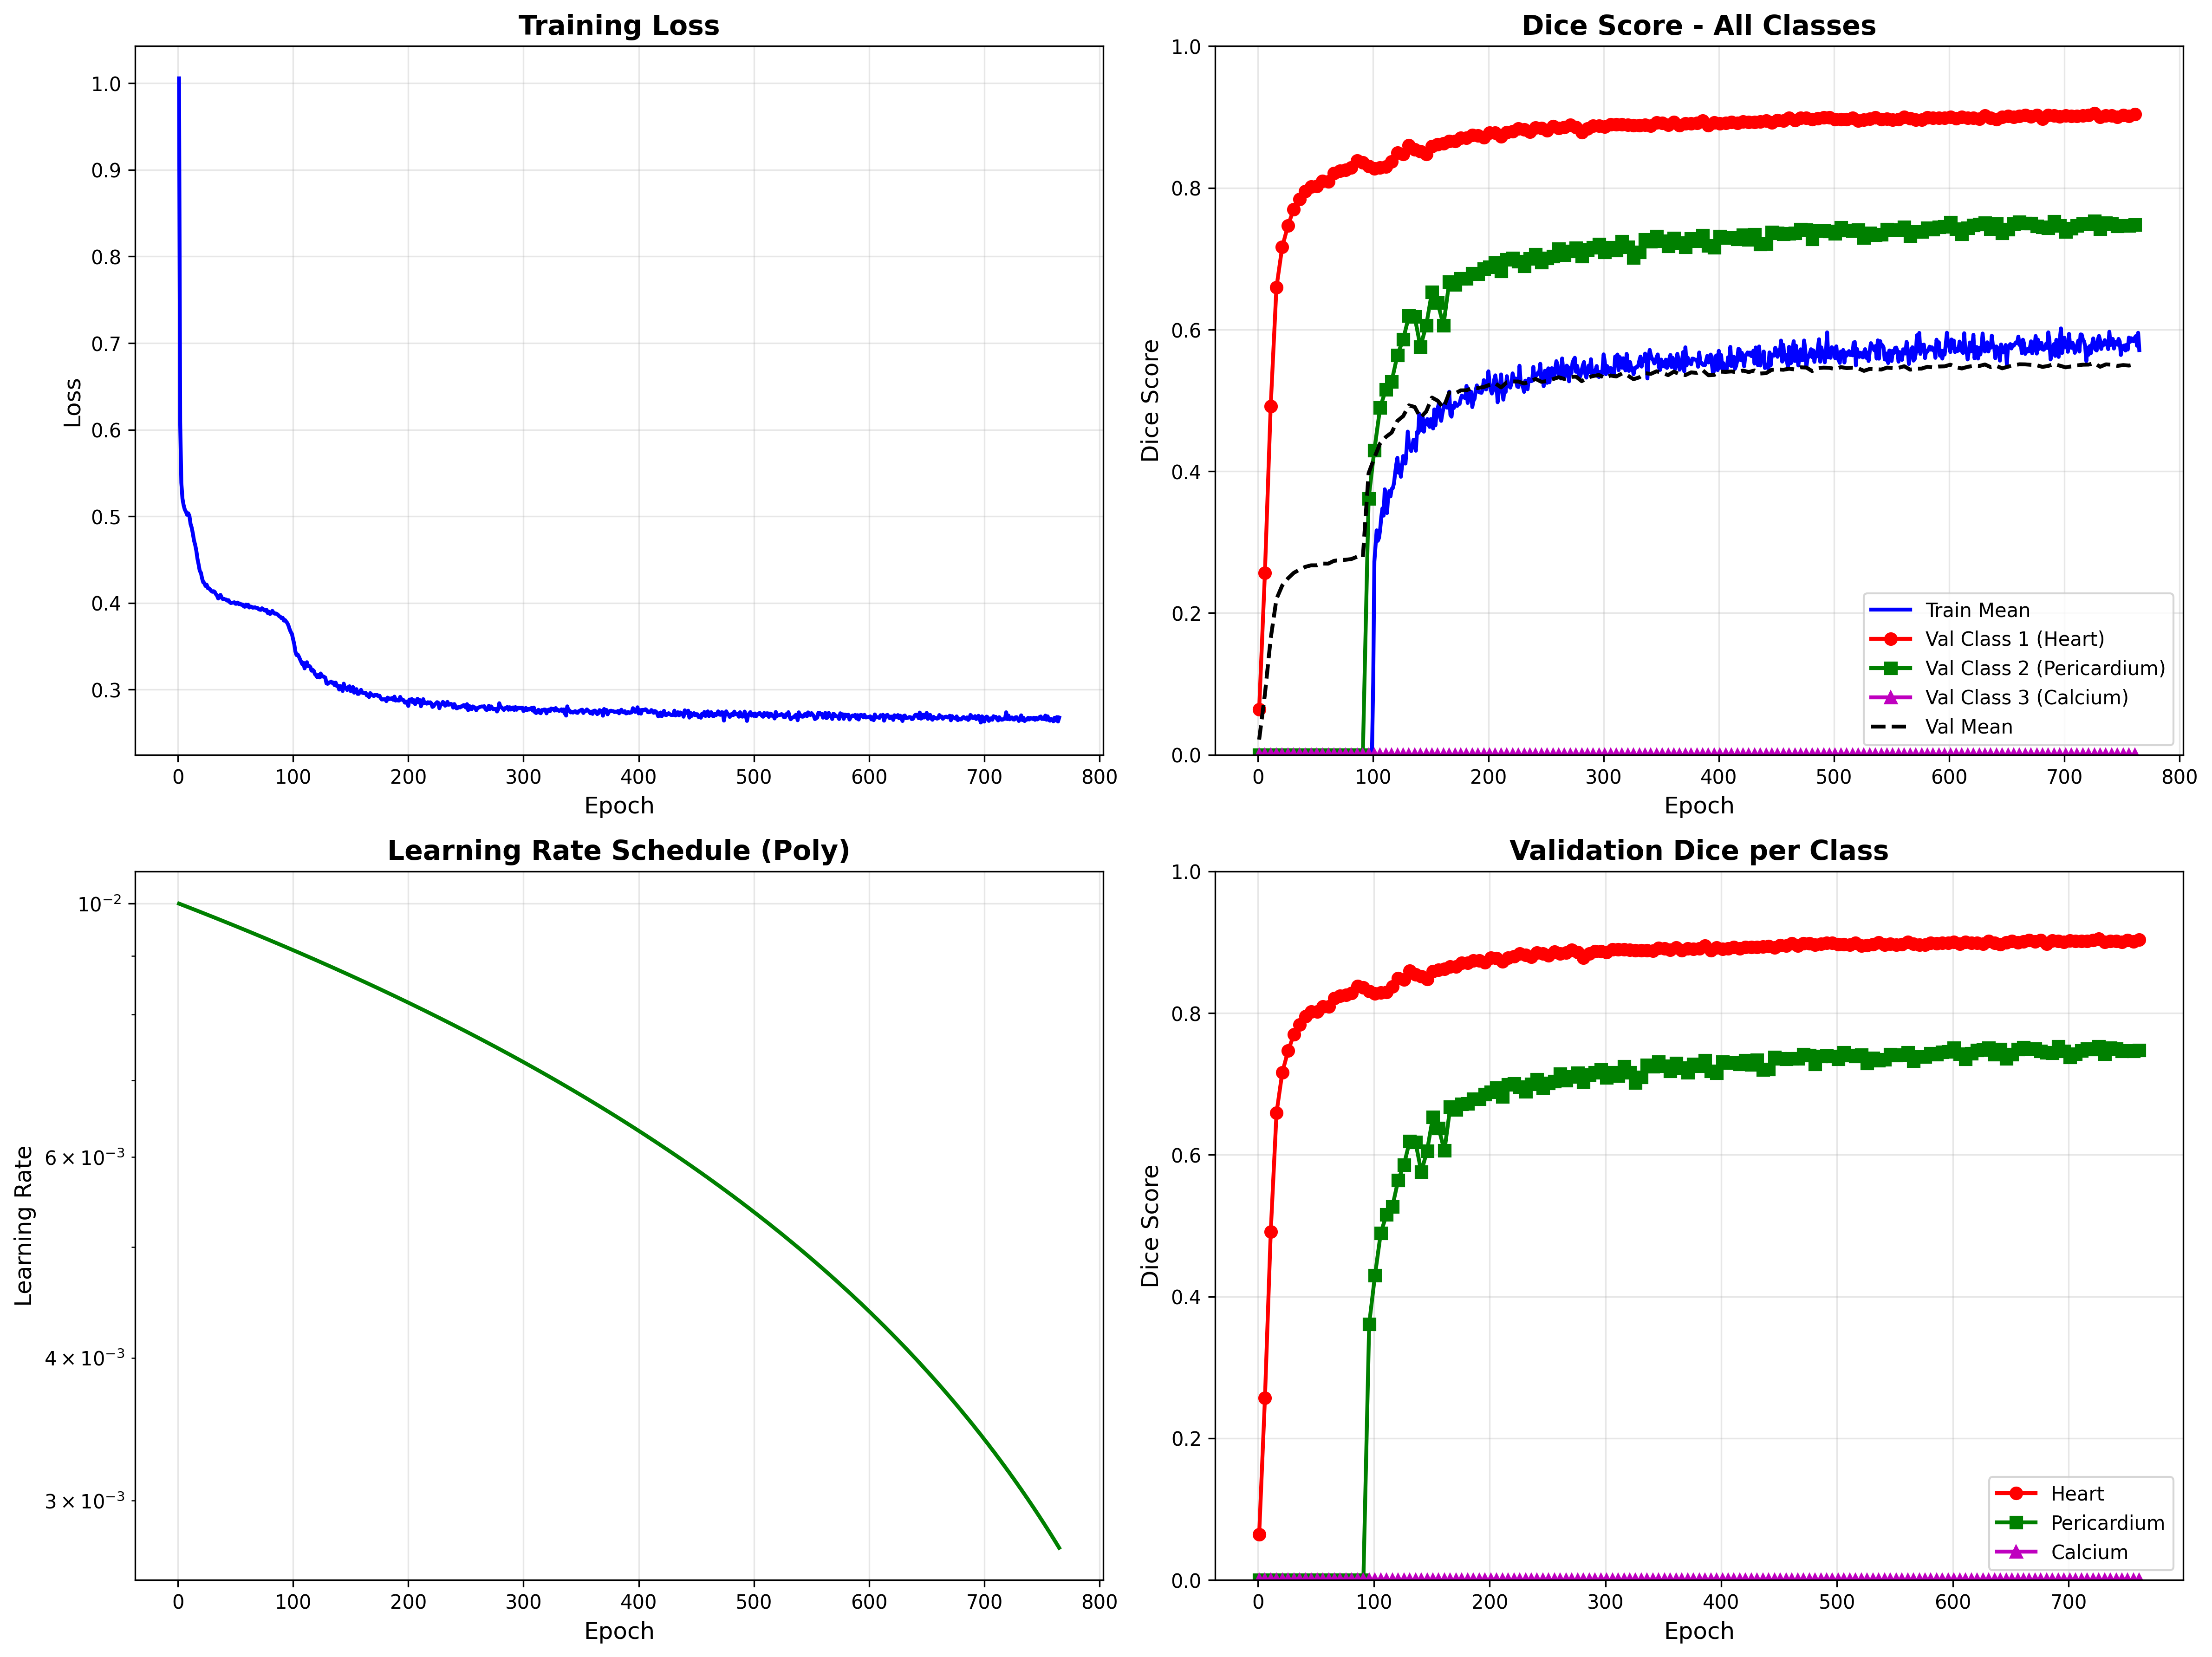 Training Loss
Loss
1.0
0.9
0.8
0.7
0.6
0.5
0.4
0.3
0 100 200 300 400 500 600 700 800
Epoch
Dice Score - All Classes
Dice Score
1.0
0.8
0.6
0.4
0.2
0.0
Train Mean
Val Class 1 (Heart)
Val Class 2 (Pericardium)
Val Class 3 (Calcium)
Val Mean
0 100 200 300 400 500 600 700 800
Epoch
Learning Rate Schedule (Poly)
Learning Rate
10⁻²
6 × 10⁻³
4 × 10⁻³
3 × 10⁻³
0 100 200 300 400 500 600 700 800
Epoch
Validation Dice per Class
Dice Score
1.0
0.8
0.6
0.4
0.2
0.0
Heart
Pericardium
Calcium
0 100 200 300 400 500 600 700
Epoch